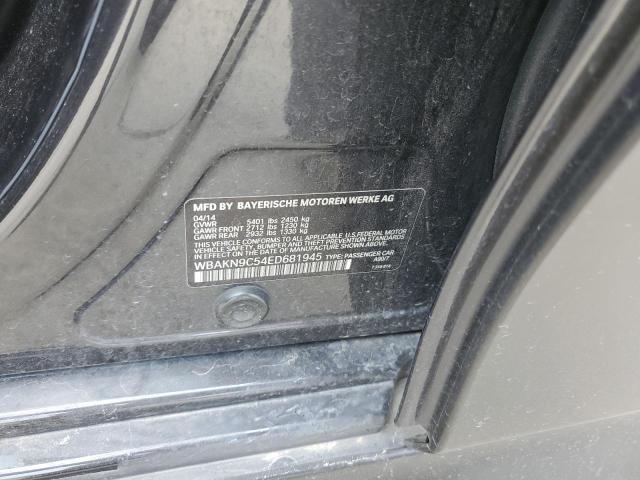 MFD BY BAYERISCHE MOTOREN WERKE AG
04/14
GVWR 5401 lbs 2450 kg
GAWR FRONT 2712 lbs 1230 kg
GAWR REAR 2932 lbs 1330 kg
THIS VEHICLE CONFORMS TO ALL APPLICABLE U.S.FEDERAL MOTOR
VEHICLE SAFETY, BUMPER, AND THEFT PREVENTION STANDARDS
IN EFFECT ON THE DATE OF MANUFACTURE SHOWN ABOVE.
WBAKN9C54ED681945 TYPE: PASSENGER CAR
A90/7